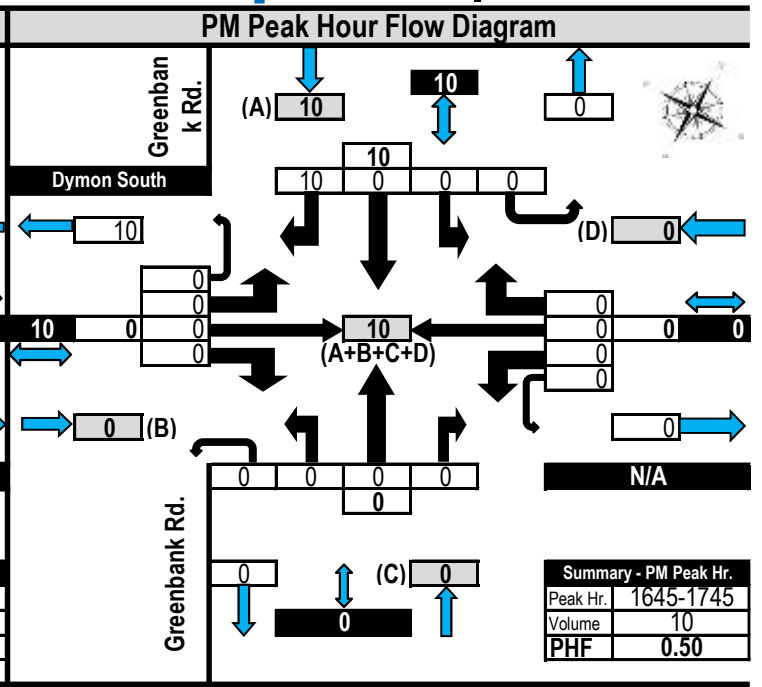 PM Peak Hour Flow Diagram
Greenban
k Rd.
(A) 10
10
0
10
10 0 0 0
Dymon South
10
(D) 0
0
0
0
0
10 0 0
0
10
(A+B+C+D)
0 0 0
0
0
0 (B)
0
0 0 0 0
0
N/A
Greenbank Rd.
0
(C) 0
0
Summary - PM Peak Hr.
Peak Hr. 1645-1745
Volume 10
PHF 0.50